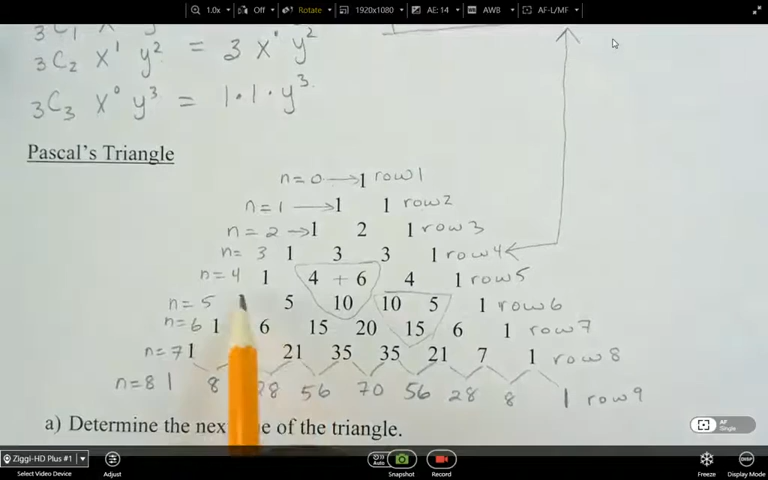 1.0x Off Rotate 1920x1080 AE: 14 AWB AF-L/MF
3C1 X y²
3C2 X¹ y² = 3 X¹ y²
3C3 X⁰ y³ = 1·1·y³
Pascal's Triangle
n=0 → 1 row1
n=1 → 1 1 row2
n=2 → 1 2 1 row3
n= 3 1 3 3 1 row4
n=4 1 4 + 6 4 1 row5
n=5 5 10 10 5 1 row6
n=6 1 6 15 20 15 6 1 row7
n=7 1 21 35 35 21 7 1 row8
n=8 1 8 28 56 70 56 28 8 1 row9
a) Determine the nex of the triangle.
AF
Single
Ziggi-HD Plus #1
Select Video Device
Adjust
Auto
Snapshot
Record
Freeze
DISP
Display Mode